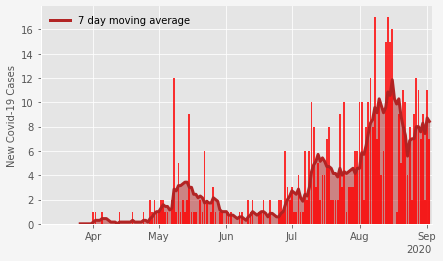 7 day moving average
New Covid-19 Cases
16
14
12
10
8
6
4
2
0
Apr
May
Jun
Jul
Aug
Sep
2020